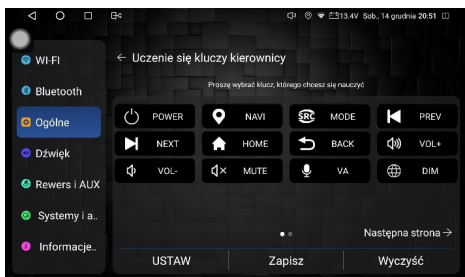 13.4V Sob., 14 grudnia 20:51
WI-FI
Bluetooth
Ogólne
Dźwięk
Rewers i AUX
Systemy i a..
Informacje..
← Uczenie się kluczy kierownicy
Proszę wybrać klucz, którego chcesz się nauczyć
POWER NAVI SRC MODE PREV
NEXT HOME BACK VOL+
VOL- MUTE VA DIM
Następna strona →
USTAW Zapisz Wyczyść